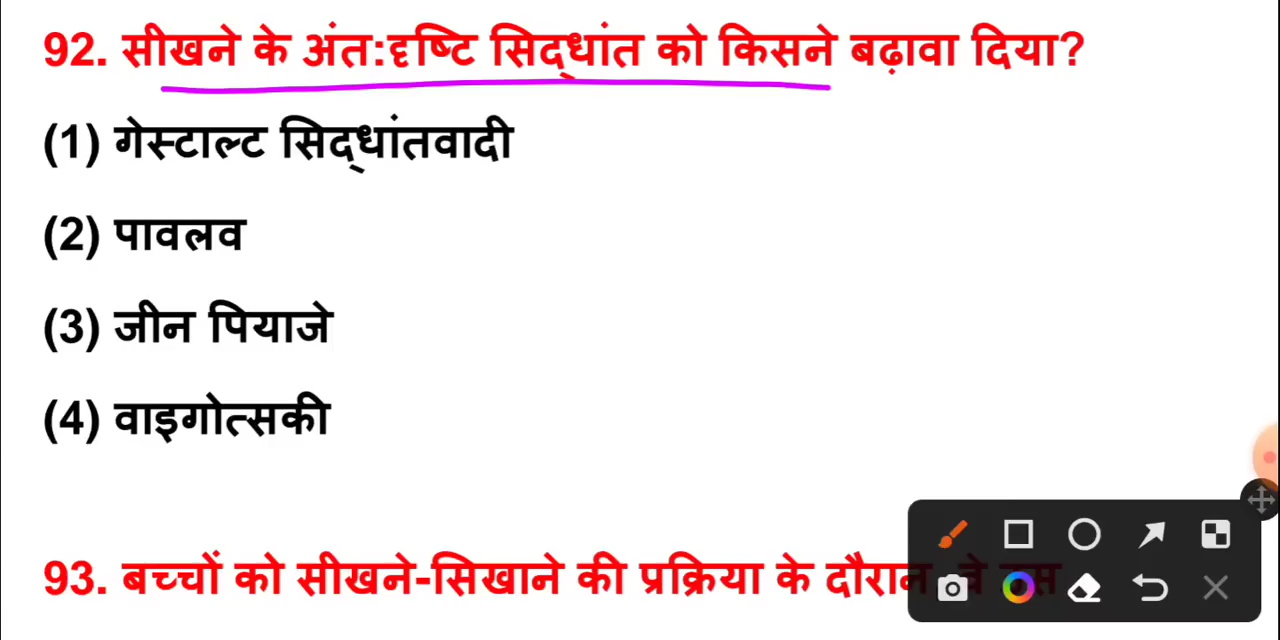 92. सीखने के अंत:दृष्टि सिद्धांत को किसने बढ़ावा दिया?
(1) गेस्टाल्ट सिद्धांतवादी
(2) पावलव
(3) जीन पियाजे
(4) वाइगोत्सकी
93. बच्चों को सीखने-सिखाने की प्रक्रिया के दौरान